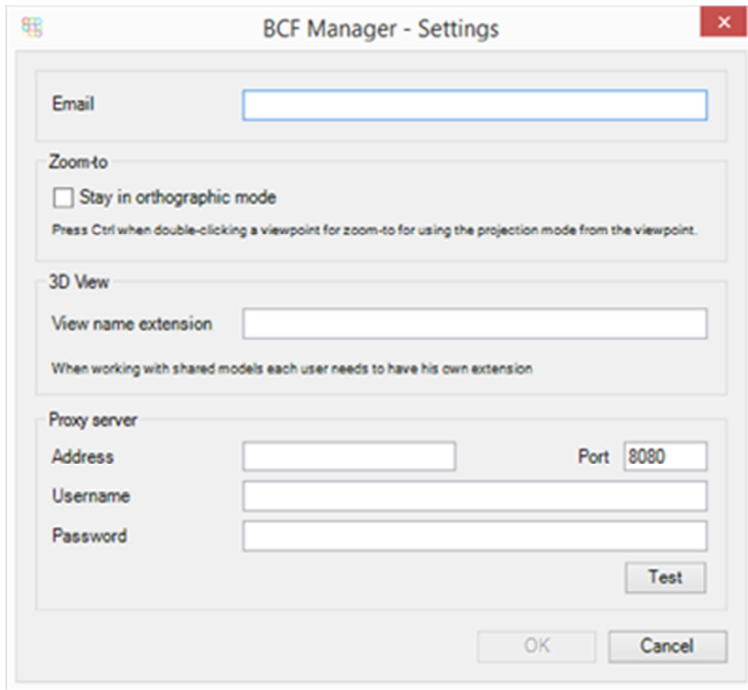 BCF Manager - Settings
Email
Zoom-to
Stay in orthographic mode
Press Ctrl when double-clicking a viewpoint for zoom-to for using the projection mode from the viewpoint.
3D View
View name extension
When working with shared models each user needs to have his own extension
Proxy server
Address Port 8080
Username
Password
Test
OK Cancel